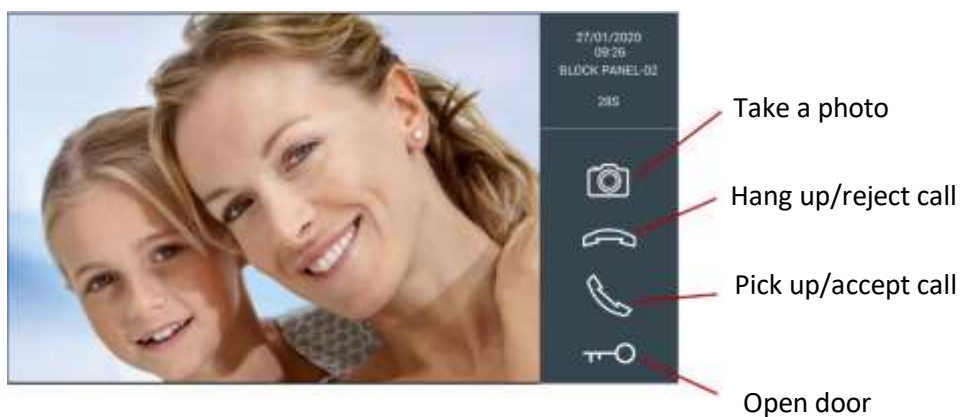 27/01/2020
09:26
BLOCK PANEL-02
28S
Take a photo
Hang up/reject call
Pick up/accept call
Open door